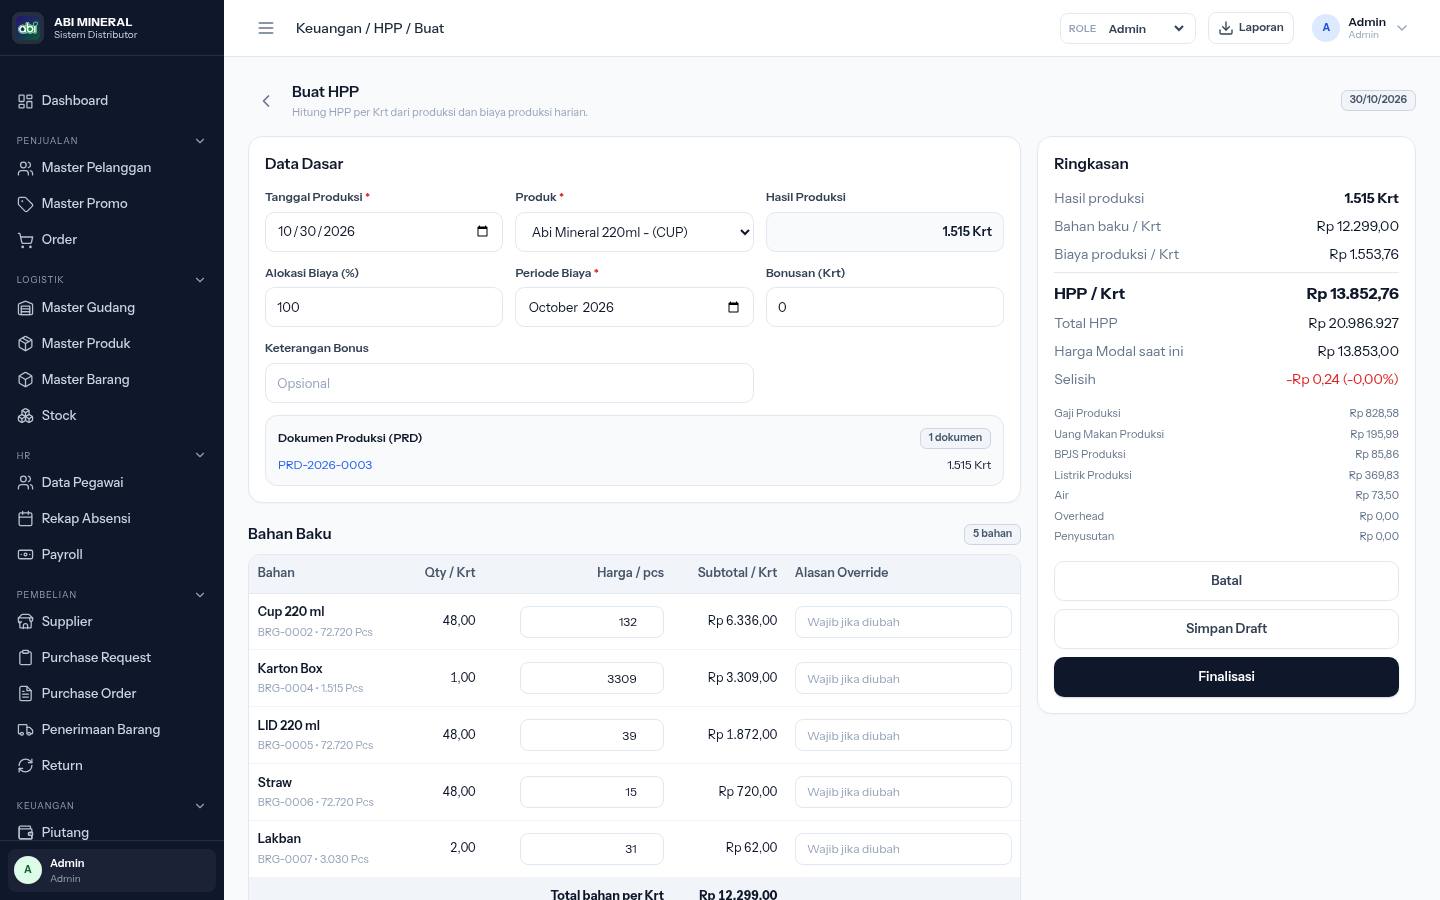 abi
ABI MINERAL
Sistem Distributor
Dashboard
PENJUALAN
Master Pelanggan
Master Promo
Order
LOGISTIK
Master Gudang
Master Produk
Master Barang
Stock
HR
Data Pegawai
Rekap Absensi
Payroll
PEMBELIAN
Supplier
Purchase Request
Purchase Order
Penerimaan Barang
Return
KEUANGAN
Piutang
A
Admin
Admin
Keuangan / HPP / Buat
ROLE Admin
Laporan
A
Admin
Admin
Buat HPP
Hitung HPP per Krt dari produksi dan biaya produksi harian.
30/10/2026
Data Dasar
Tanggal Produksi * Produk * Hasil Produksi
10/30/2026 Abi Mineral 220ml - (CUP) 1.515 Krt
Alokasi Biaya (%) Periode Biaya * Bonusan (Krt)
100 October 2026 0
Keterangan Bonus
Opsional
Dokumen Produksi (PRD) 1 dokumen
PRD-2026-0003 1.515 Krt
Bahan Baku 5 bahan
Bahan Qty / Krt Harga / pcs Subtotal / Krt Alasan Override
Cup 220 ml
BRG-0002 • 72.720 Pcs
48,00 132 Rp 6.336,00 Wajib jika diubah
Karton Box
BRG-0004 • 1.515 Pcs
1,00 3309 Rp 3.309,00 Wajib jika diubah
LID 220 ml
BRG-0005 • 72.720 Pcs
48,00 39 Rp 1.872,00 Wajib jika diubah
Straw
BRG-0006 • 72.720 Pcs
48,00 15 Rp 720,00 Wajib jika diubah
Lakban
BRG-0007 • 3.030 Pcs
2,00 31 Rp 62,00 Wajib jika diubah
Total bahan per Krt Rp 12.299,00
Ringkasan
Hasil produksi 1.515 Krt
Bahan baku / Krt Rp 12.299,00
Biaya produksi / Krt Rp 1.553,76
HPP / Krt Rp 13.852,76
Total HPP Rp 20.986.927
Harga Modal saat ini Rp 13.853,00
Selisih -Rp 0,24 (-0,00%)
Gaji Produksi Rp 828,58
Uang Makan Produksi Rp 195,99
BPJS Produksi Rp 85,86
Listrik Produksi Rp 369,83
Air Rp 73,50
Overhead Rp 0,00
Penyusutan Rp 0,00
Batal
Simpan Draft
Finalisasi